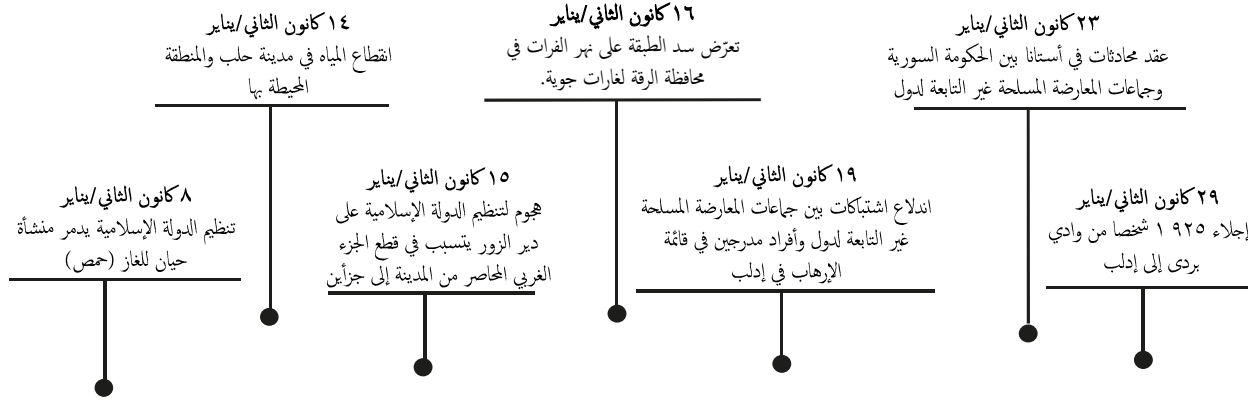 ٨ كانون الثاني/يناير
تنظيم الدولة الإسلامية يدمر منشأة
حيان للغاز (حمص)
١٤ كانون الثاني/يناير
انقطاع المياه في مدينة حلب والمنطقة
المحيطة بها
١٥ كانون الثاني/يناير
هجوم لتنظيم الدولة الإسلامية على
دير الزور يتسبب في قطع الجزء
الغربي المحاصر من المدينة إلى جزأين
١٦ كانون الثاني/يناير
تعرّض سد الطبقة على نهر الفرات في
محافظة الرقة لغارات جوية.
١٩ كانون الثاني/يناير
اندلاع اشتباكات بين جماعات المعارضة المسلحة
غير التابعة لدول وأفراد مدرجين في قائمة
الإرهاب في إدلب
٢٣ كانون الثاني/يناير
عقد محادثات في أستانا بين الحكومة السورية
وجماعات المعارضة المسلحة غير التابعة لدول
٢٩ كانون الثاني/يناير
إجلاء ٩٢٥ ١ شخصا من وادي
بردى إلى إدلب